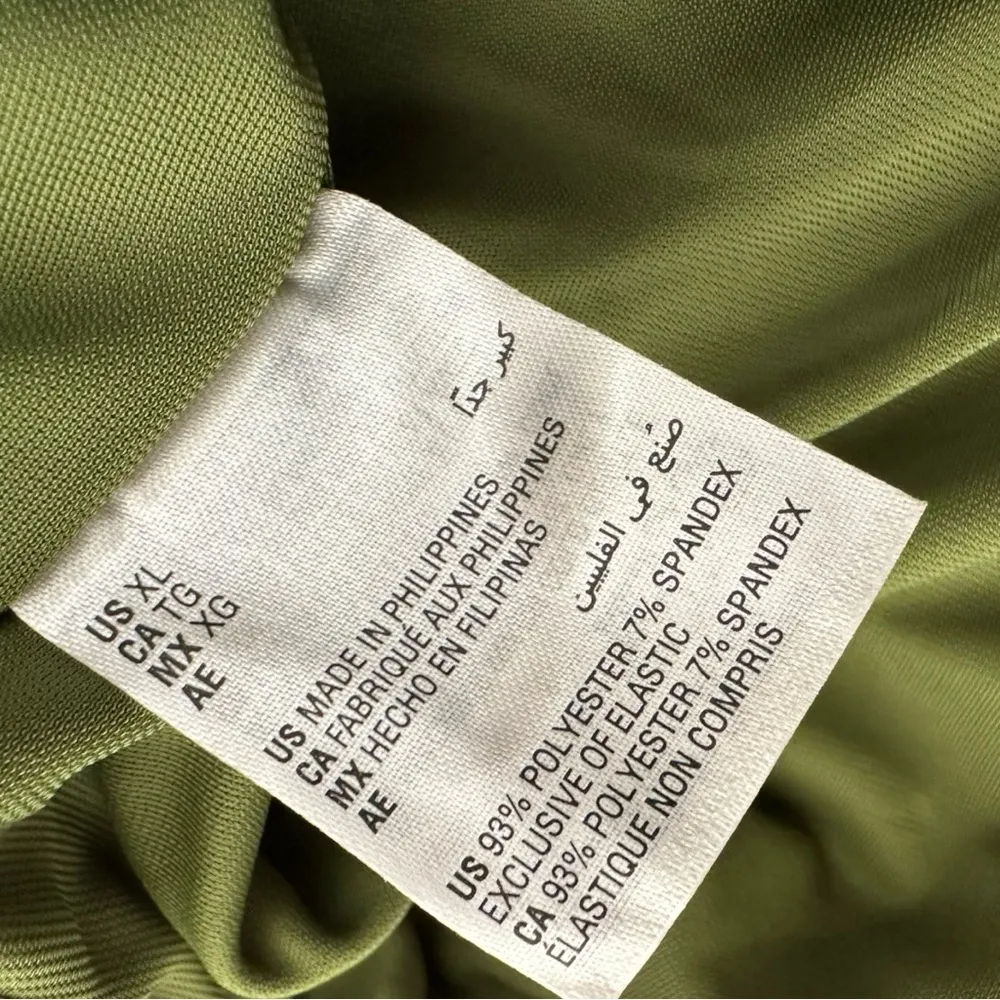 US XL
CA TG
MX XG
AE كبير جدًا
US MADE IN PHILIPPINES
CA FABRIQUÉ AUX PHILIPPINES
MX HECHO EN FILIPINAS
AE صُنع في الفلبين
US 93% POLYESTER 7% SPANDEX
EXCLUSIVE OF ELASTIC
CA 93% POLYESTER 7% SPANDEX
ÉLASTIQUE NON COMPRIS